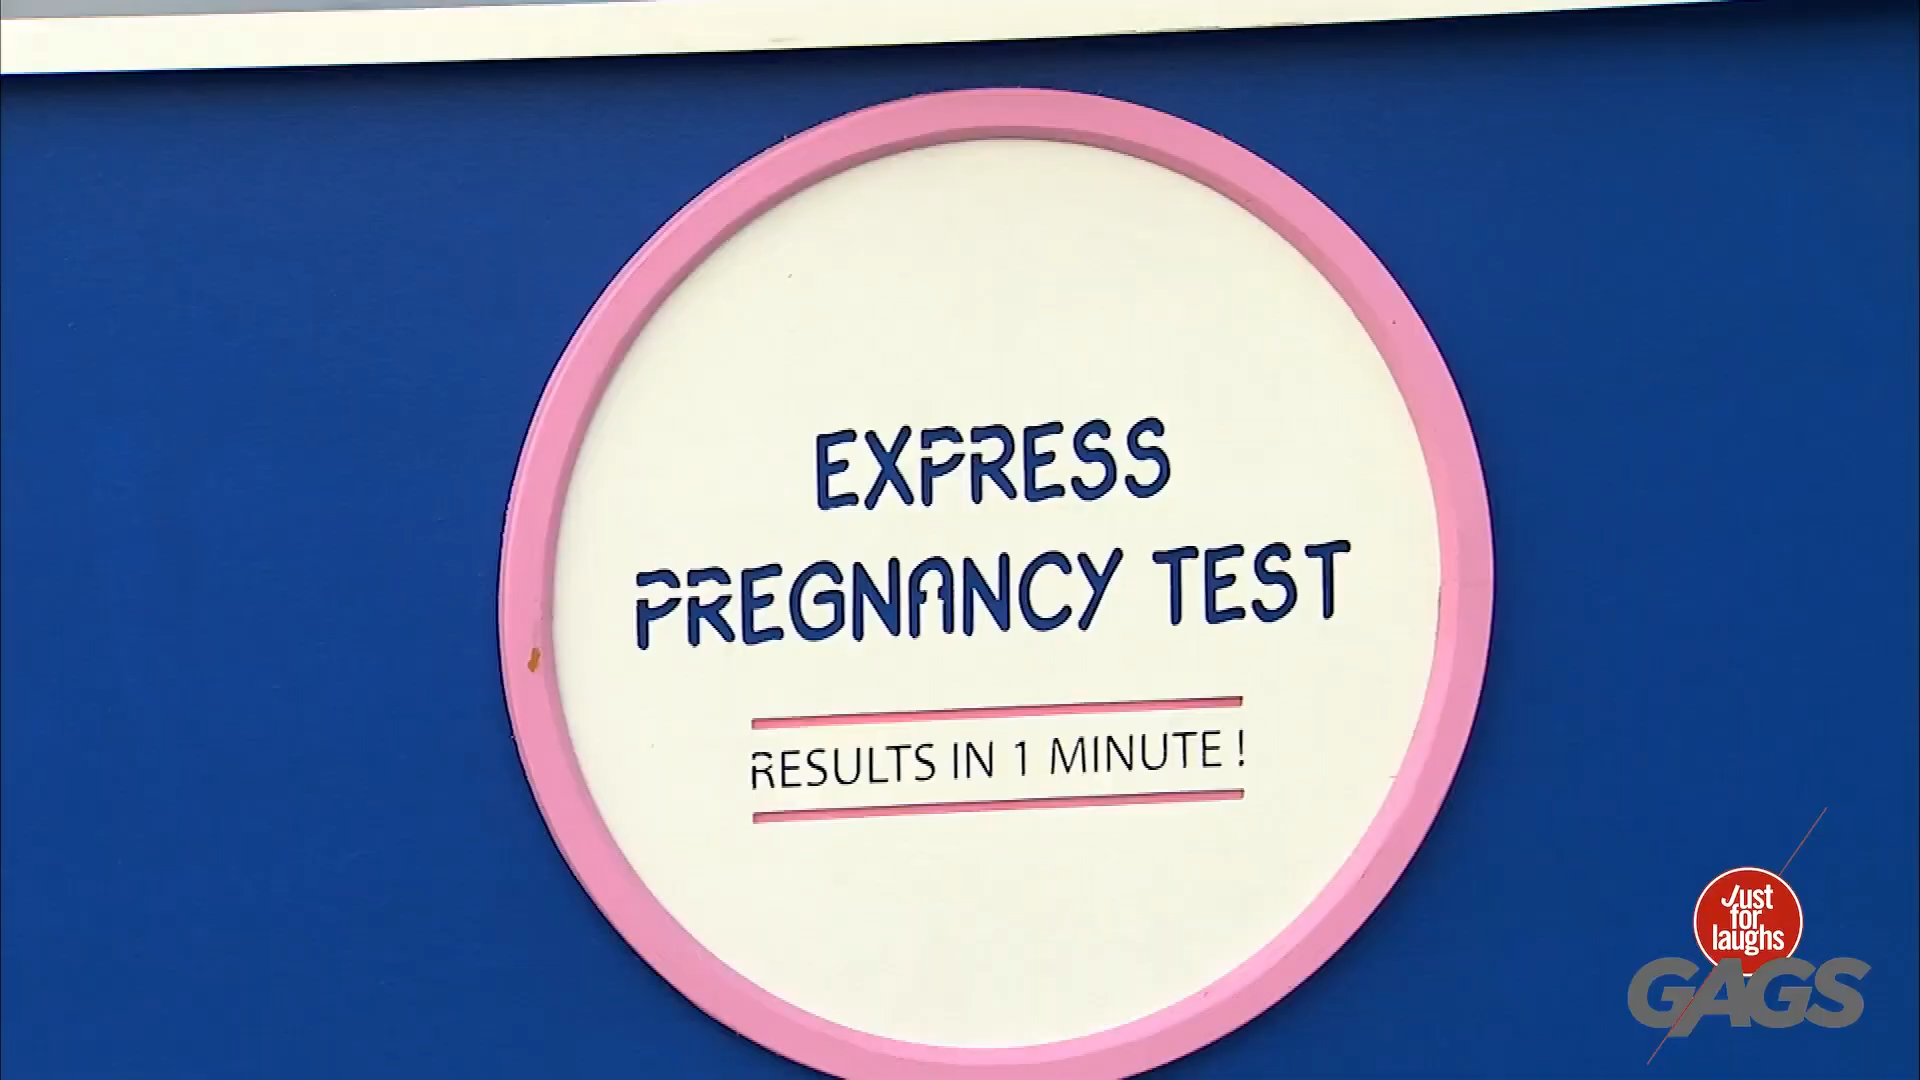 EXPRESS
PREGNANCY TEST
RESULTS IN 1 MINUTE !
Just
for
laughs
GAGS